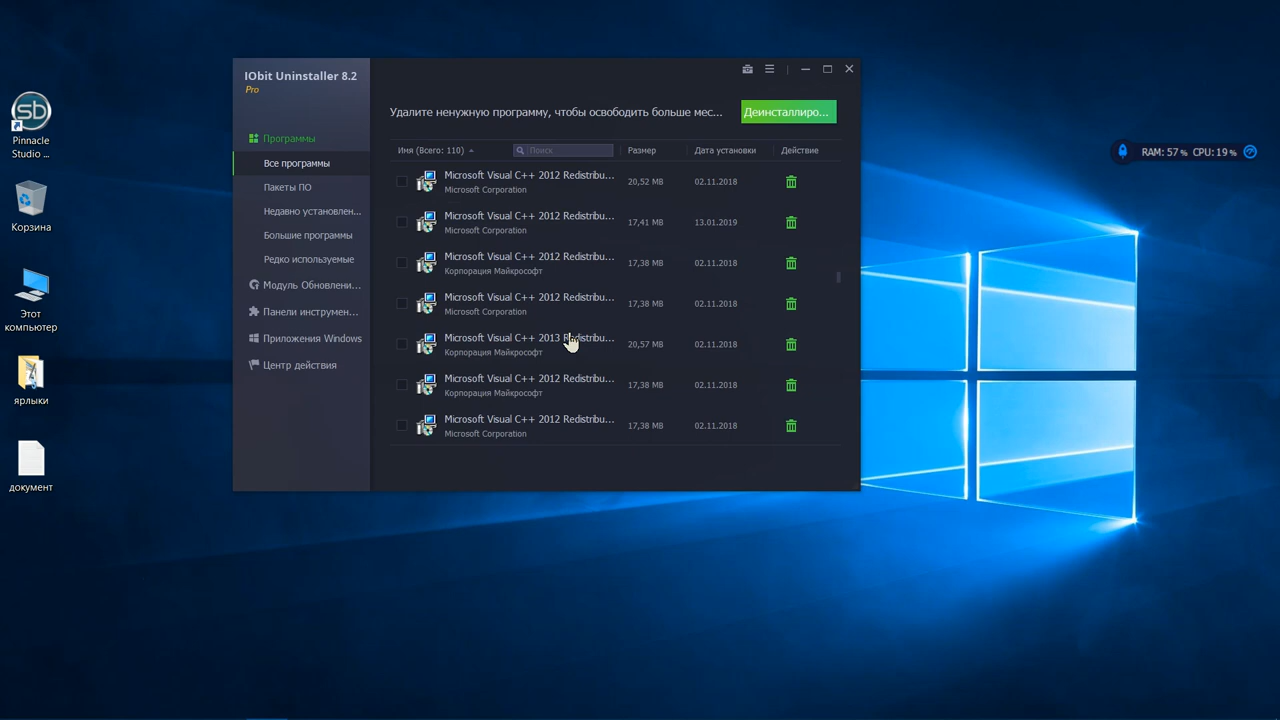 IObit Uninstaller 8.2
Pro
Удалите ненужную программу, чтобы освободить больше мес...
Деинсталлиро...
Программы
Все программы
Пакеты ПО
Недавно установлен...
Большие программы
Редко используемые
Модуль Обновлени...
Панели инструмен...
Приложения Windows
Центр действия
Имя (Всего: 110)
Поиск
Размер
Дата установки
Действие
Microsoft Visual C++ 2012 Redistribu...
Microsoft Corporation
20,52 MB
02.11.2018
Microsoft Visual C++ 2012 Redistribu...
Microsoft Corporation
17,41 MB
13.01.2019
Microsoft Visual C++ 2012 Redistribu...
Корпорация Майкрософт
17,38 MB
02.11.2018
Microsoft Visual C++ 2012 Redistribu...
Microsoft Corporation
17,38 MB
02.11.2018
Microsoft Visual C++ 2013 Redistribu...
Корпорация Майкрософт
20,57 MB
02.11.2018
Microsoft Visual C++ 2012 Redistribu...
Корпорация Майкрософт
17,38 MB
02.11.2018
Microsoft Visual C++ 2012 Redistribu...
Microsoft Corporation
17,38 MB
02.11.2018
sb
Pinnacle
Studio ...
Корзина
Этот
компьютер
ярлыки
документ
RAM: 57 % CPU: 19 %